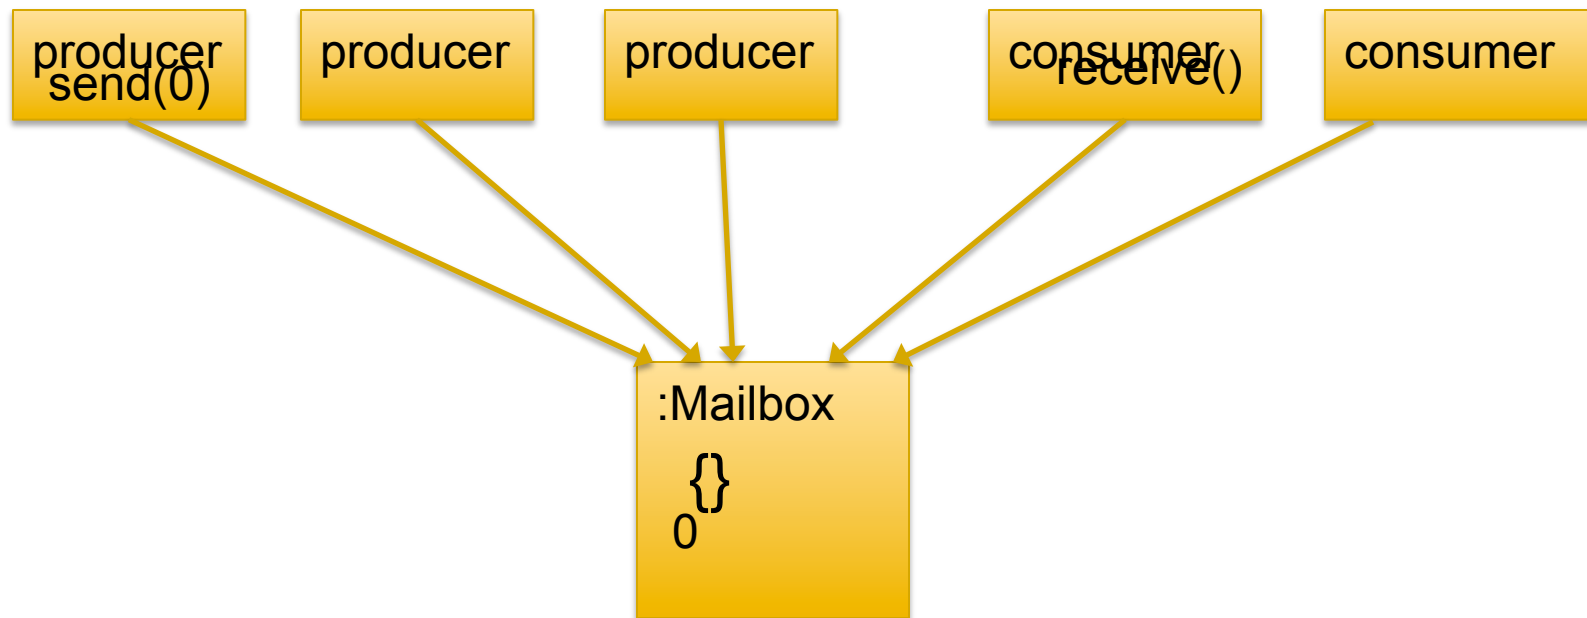 producer
send(0)
producer
producer
consumer
receive()
consumer
:Mailbox
{}
0